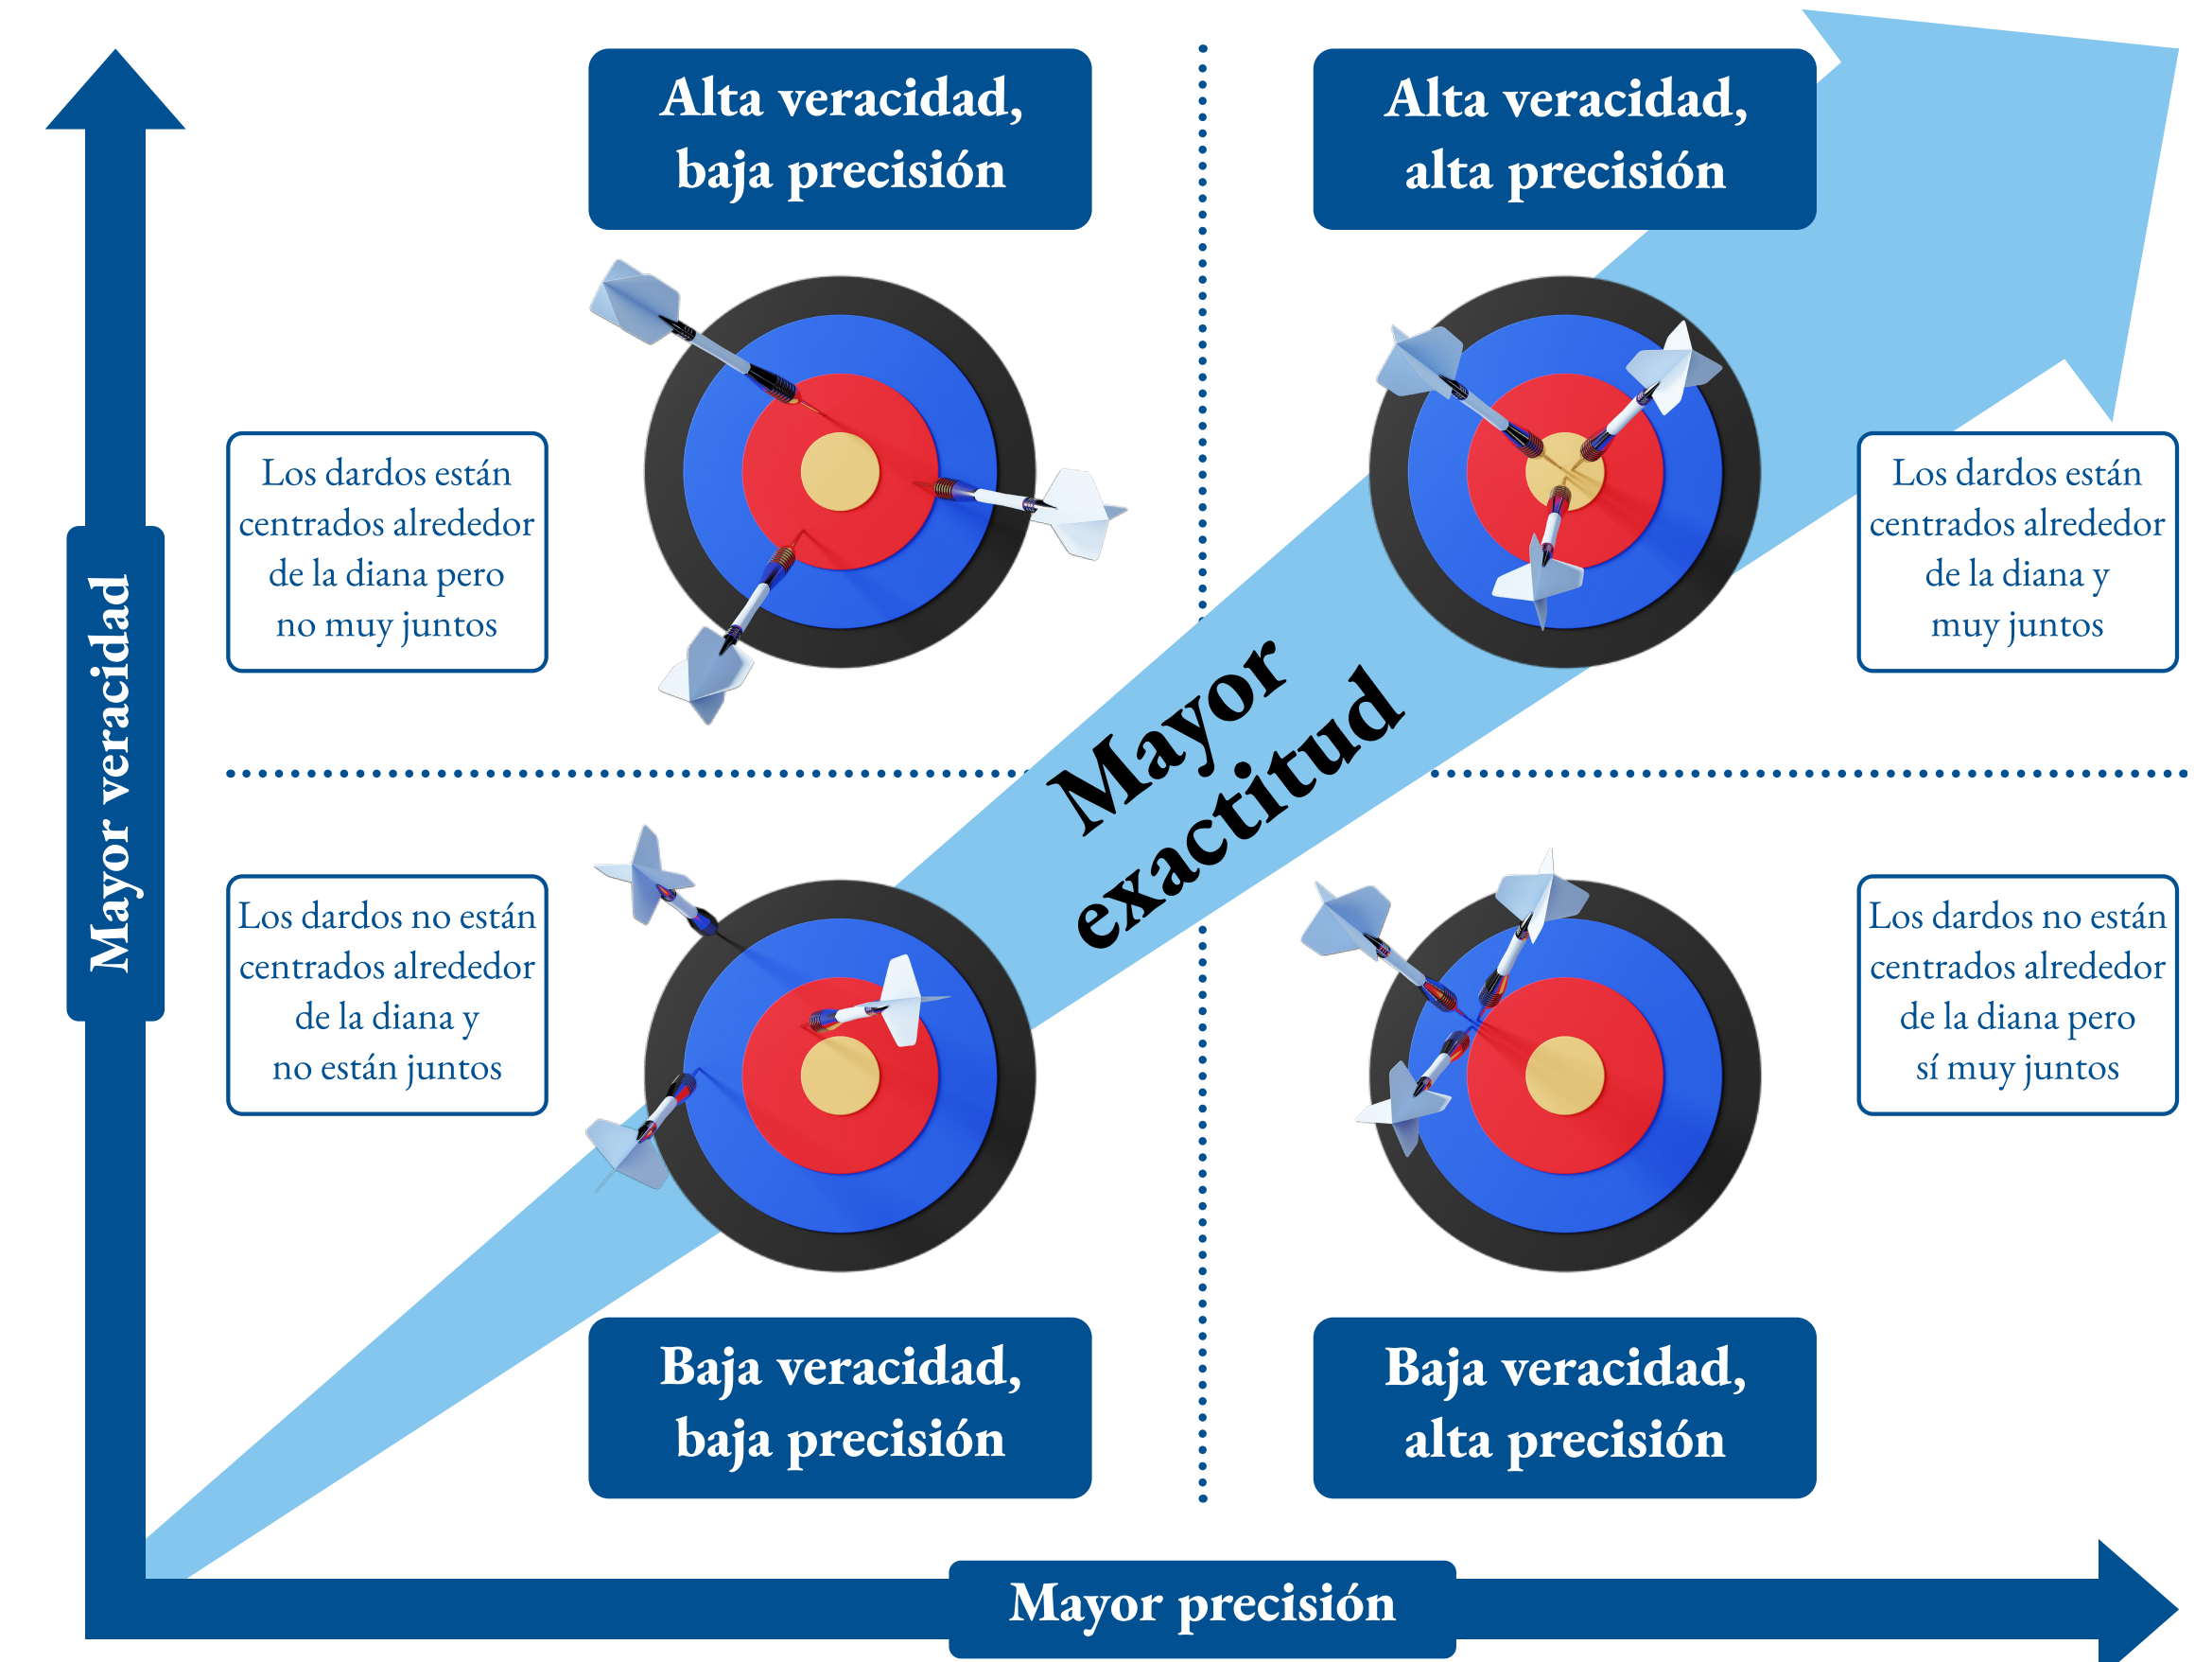 Alta veracidad,
baja precisión
Alta veracidad,
alta precisión
Los dardos están
centrados alrededor
de la diana pero
no muy juntos
Los dardos están
centrados alrededor
de la diana y
muy juntos
Mayor veracidad
Mayor
exactitud
Los dardos no están
centrados alrededor
de la diana y
no están juntos
Los dardos no están
centrados alrededor
de la diana pero
sí muy juntos
Baja veracidad,
baja precisión
Baja veracidad,
alta precisión
Mayor precisión